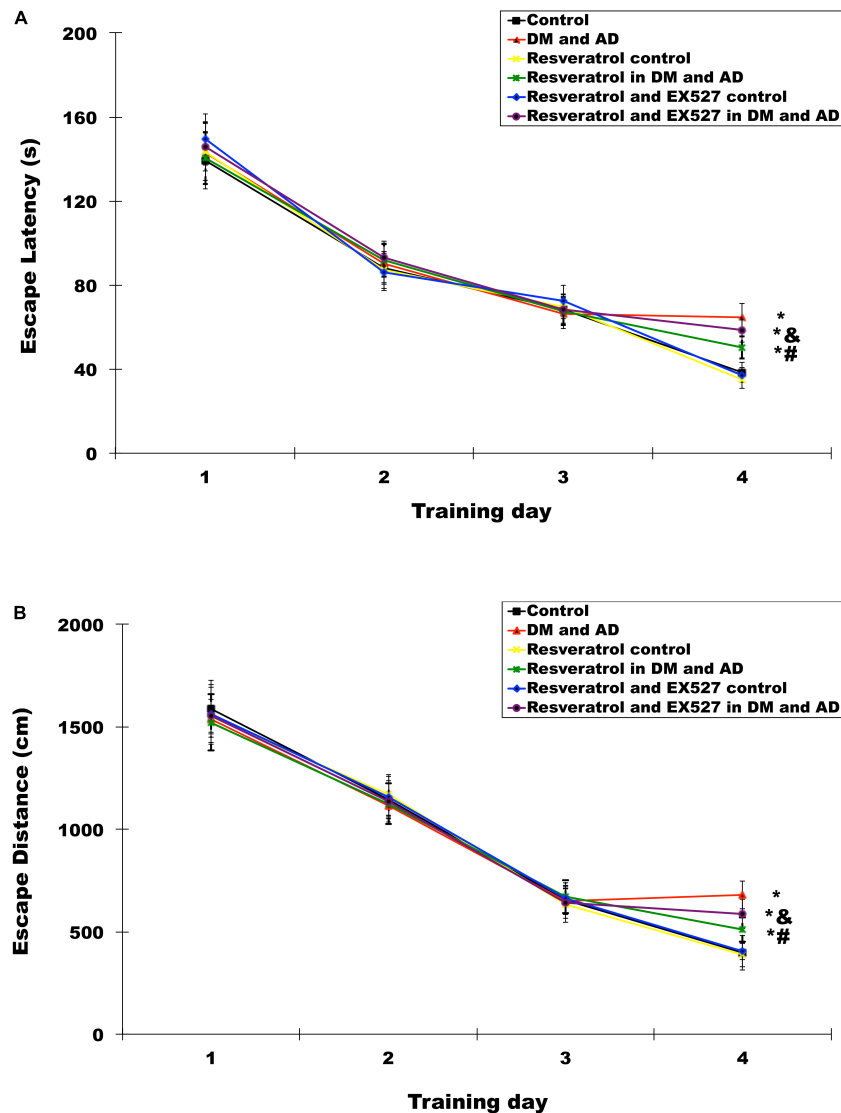 A
Control
DM and AD
Resveratrol control
Resveratrol in DM and AD
Resveratrol and EX527 control
Resveratrol and EX527 in DM and AD
200
160
120
80
40
0
Escape Latency (s)
*
*&
*#
1 2 3 4
Training day
B
Control
DM and AD
Resveratrol control
Resveratrol in DM and AD
Resveratrol and EX527 control
Resveratrol and EX527 in DM and AD
2000
1500
1000
500
0
Escape Distance (cm)
*
*&
*#
1 2 3 4
Training day